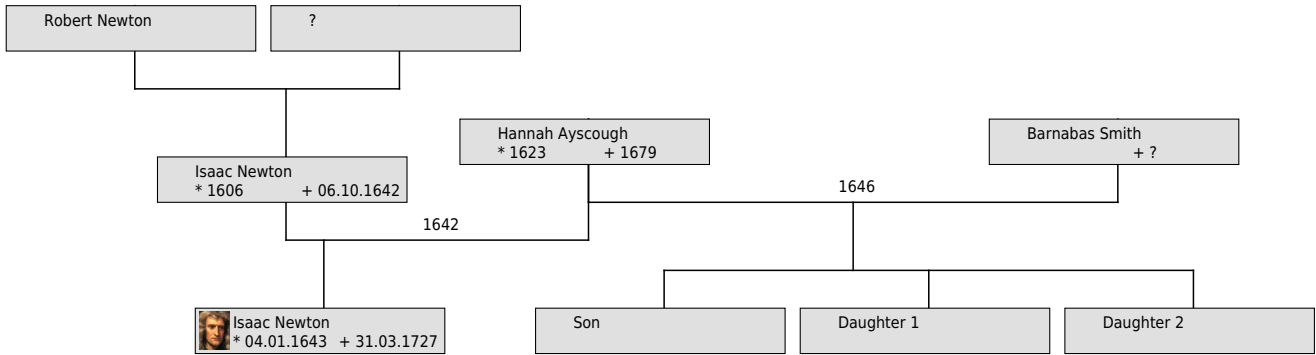 Robert Newton
?
Hannah Ayscough
* 1623 + 1679
Barnabas Smith
+ ?
Isaac Newton
* 1606 + 06.10.1642
1646
1642
Isaac Newton
* 04.01.1643 + 31.03.1727
Son
Daughter 1
Daughter 2